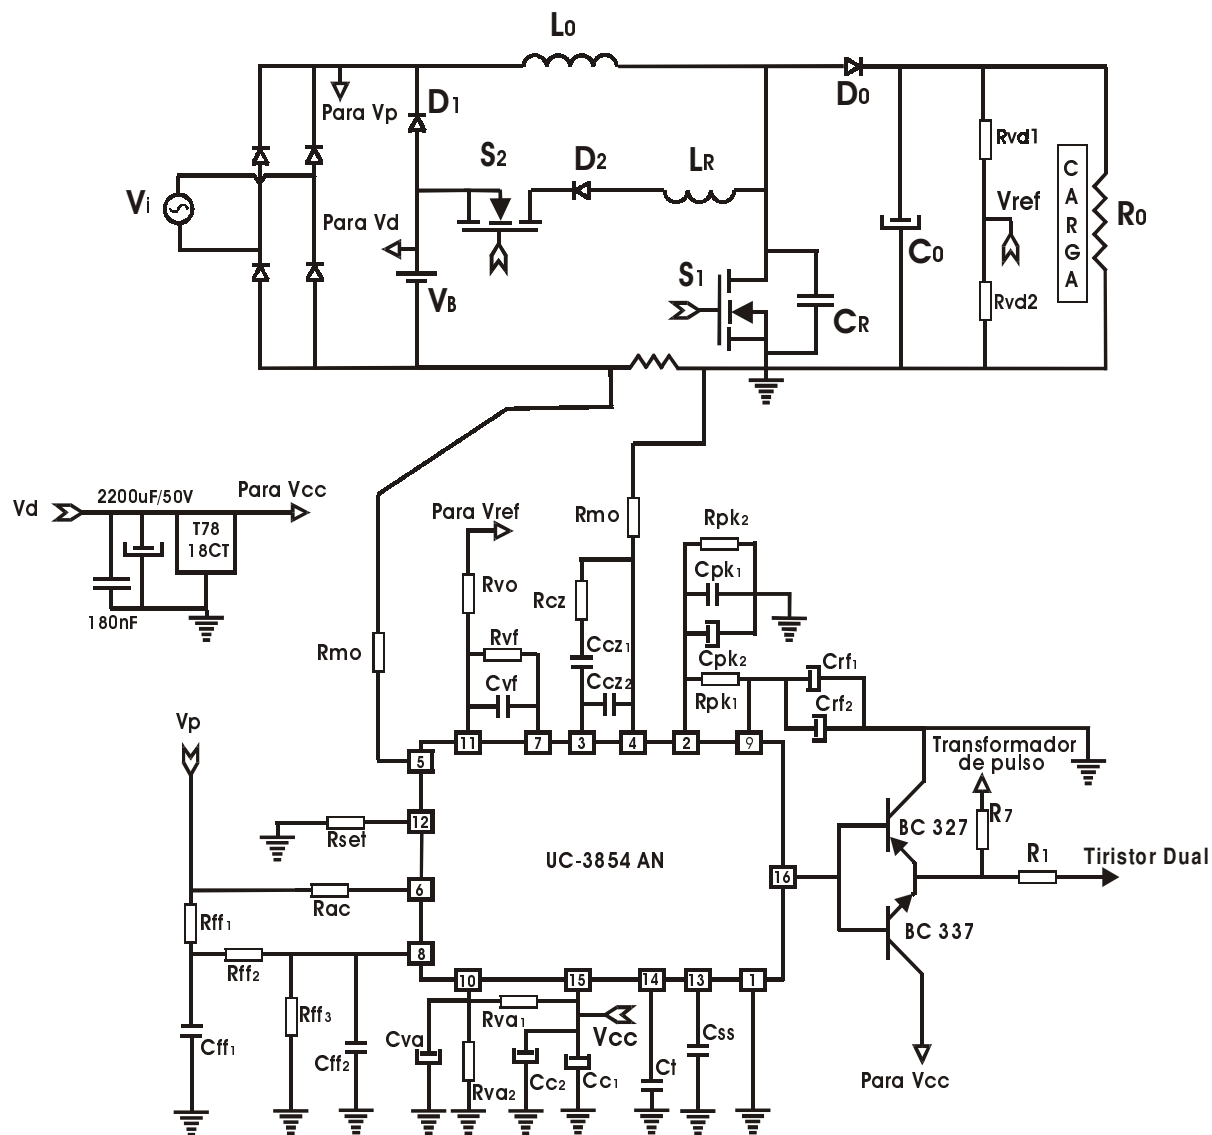 L0
Para Vp
D1
D0
S2
D2
LR
Rvd1
CARGA
Vi
Para Vd
Vref
R0
C0
S1
VB
CR
Rvd2
2200uF/50V
Para Vcc
Vd
T78
18CT
180nF
Para Vref
Rmo
Rpk2
Rvo
Cpk1
Rcz
Rvf
Ccz1
Rmo
Cvf
Ccz2
Cpk2
Crf1
Rpk1
Crf2
Vp
11
7
3
4
2
9
Transformador
de pulso
5
12
Rset
R7
BC 327
UC-3854 AN
R1
Tiristor Dual
16
6
Rac
Rff1
BC 337
8
Rff2
10
15
14
13
1
Rff3
Rva1
Vcc
Css
Cva
Cff1
Cff2
Ct
Cc2
Cc1
Rva2
Para Vcc